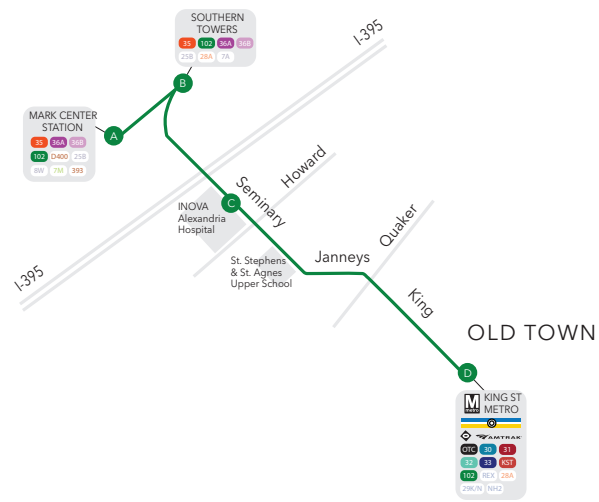 SOUTHERN
TOWERS
35 102 36A 36B
25B 28A 7A
I-395
B
MARK CENTER
STATION
35 36A 36B
102 D400 25B
8W 7M 393
A
Howard
Seminary
C
INOVA
Alexandria
Hospital
Quaker
St. Stephens
& St. Agnes
Upper School
Janneys
I-395
King
OLD TOWN
D
M
metro
KING ST
METRO
AMTRAK
OTC 30 31
32 33 KST
102 REX 28A
29K/N NH2